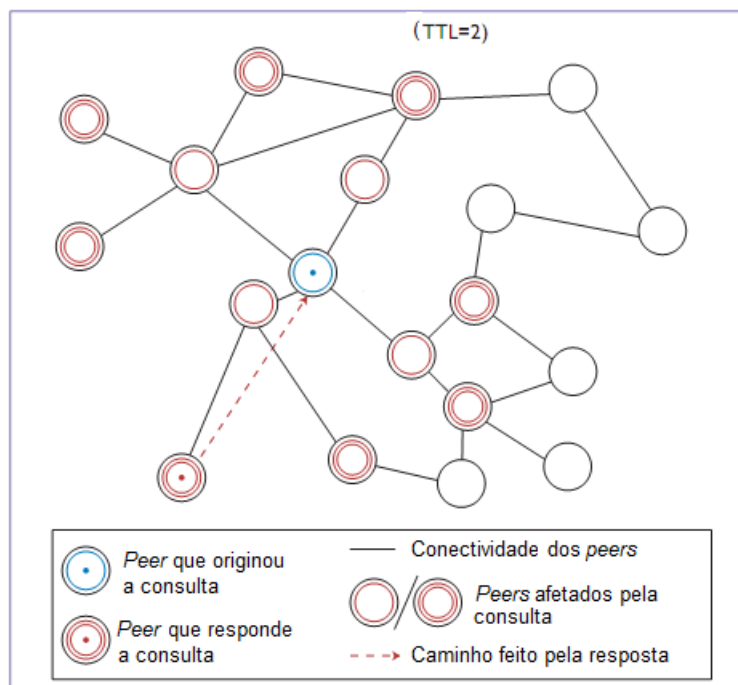 (TTL=2)
Peer que originou
a consulta
Conectividade dos peers
Peers afetados pela
consulta
Peer que responde
a consulta
Caminho feito pela resposta